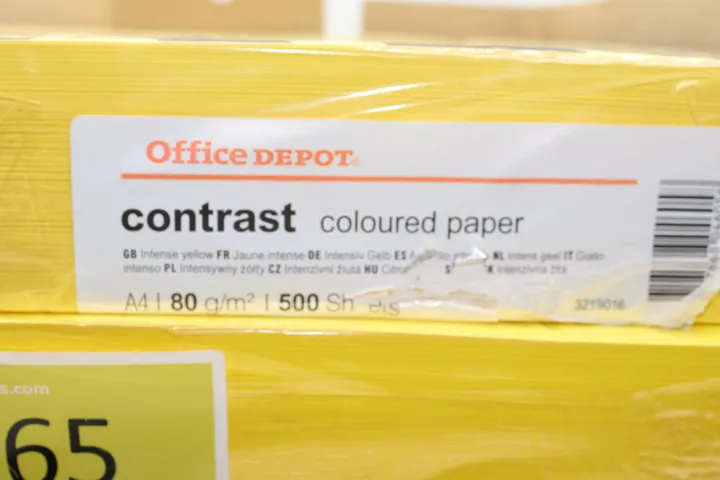 Office DEPOT
contrast coloured paper
GB Intense yellow FR Jaune intense DE Intensiv Gelb ES NL Intens geel IT Giallo
intenso PL Intensywny żółty CZ Intenzivní žlutá HU
A4 | 80 g/m² | 500 Sh ets
3219016
s.com
65